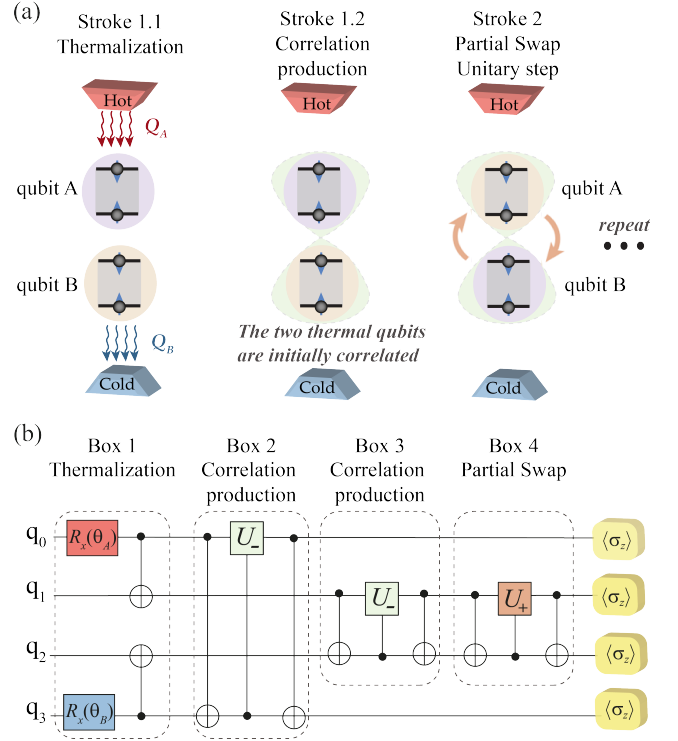 (a)
Stroke 1.1
Thermalization
Stroke 1.2
Correlation
production
Stroke 2
Partial Swap
Unitary step
Hot
Hot
Hot
Q_A
qubit A
qubit A
repeat
qubit B
qubit B
Q_B
The two thermal qubits
are initially correlated
Cold
Cold
Cold
(b)
Box 1
Thermalization
Box 2
Correlation
production
Box 3
Correlation
production
Box 4
Partial Swap
q₀
R_x(θ_A)
U_-
⟨σ_z⟩
q₁
U_-
U_+
⟨σ_z⟩
q₂
⟨σ_z⟩
q₃
R_x(θ_B)
⟨σ_z⟩